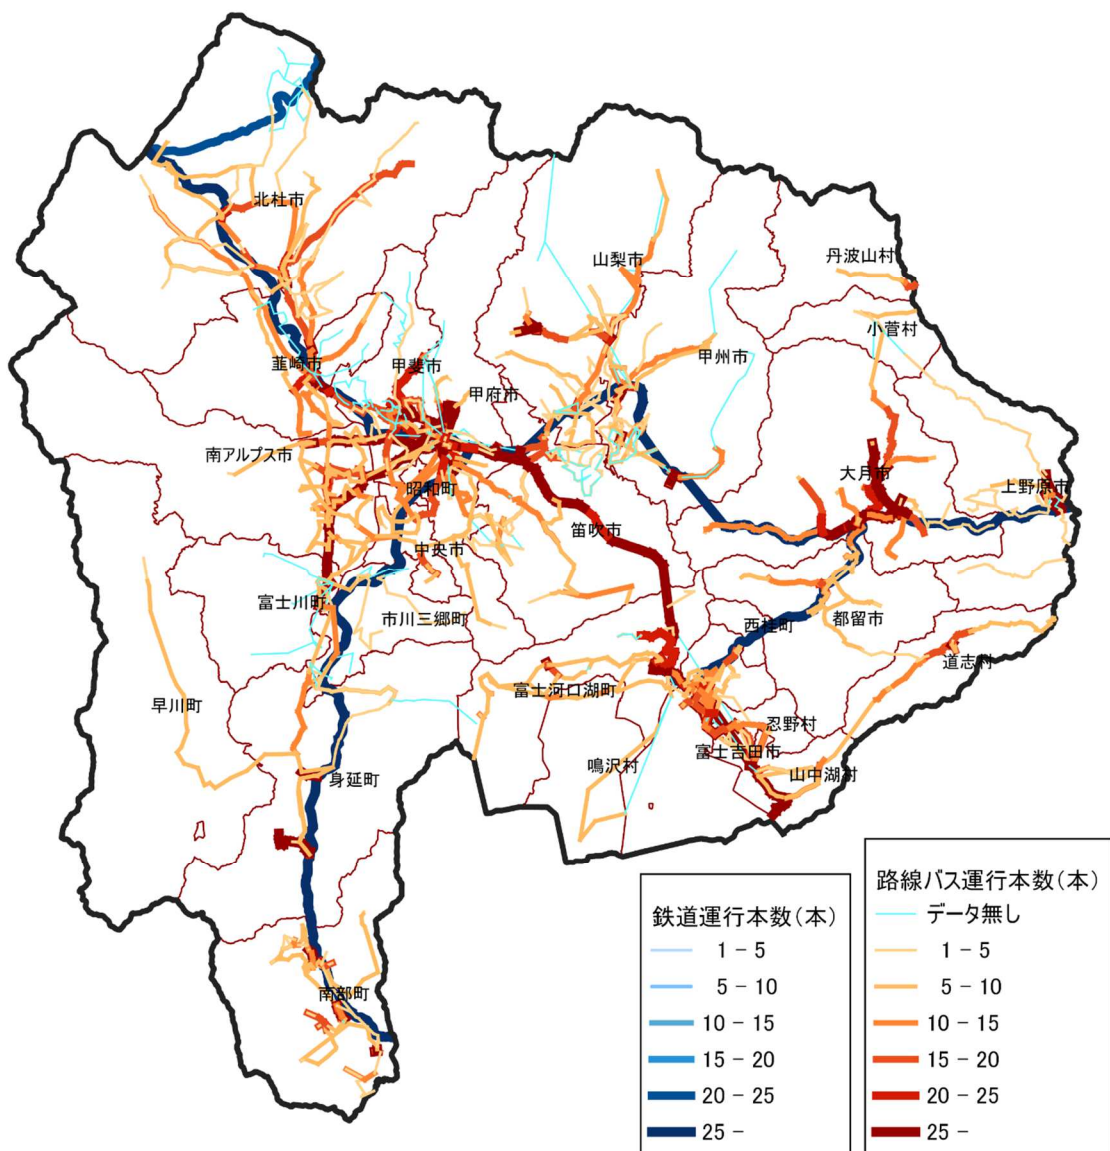 北杜市
山梨市
丹波山村
小菅村
韮崎市
甲斐市
甲府市
甲州市
南アルプス市
昭和町
大月市
上野原市
笛吹市
中央市
富士川町
市川三郷町
西桂町
都留市
道志村
早川町
富士河口湖町
忍野村
富士吉田市
鳴沢村
山中湖村
身延町
南部町
鉄道運行本数(本)
1 - 5
5 - 10
10 - 15
15 - 20
20 - 25
25 -
路線バス運行本数(本)
データ無し
1 - 5
5 - 10
10 - 15
15 - 20
20 - 25
25 -